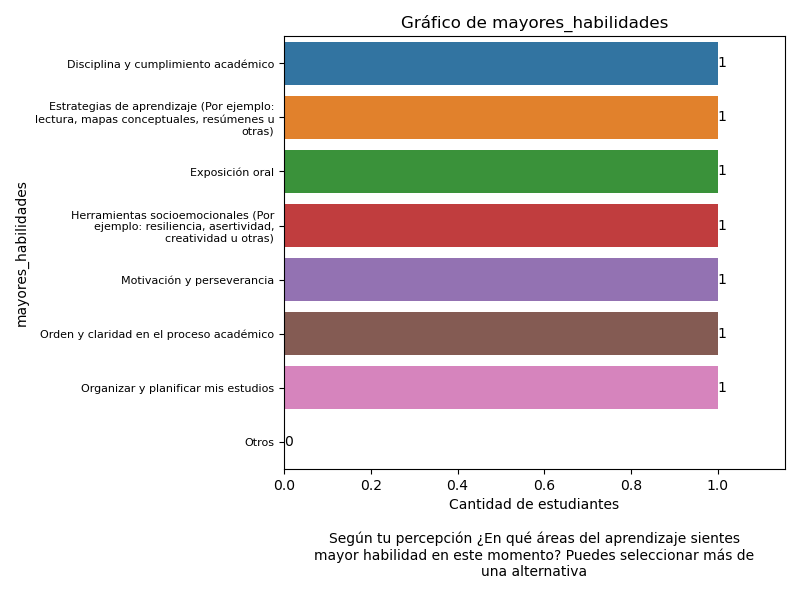 Gráfico de mayores_habilidades
mayores_habilidades
Disciplina y cumplimiento académico
1
Estrategias de aprendizaje (Por ejemplo:
lectura, mapas conceptuales, resúmenes u
otras)
1
Exposición oral
1
Herramientas socioemocionales (Por
ejemplo: resiliencia, asertividad,
creatividad u otras)
1
Motivación y perseverancia
1
Orden y claridad en el proceso académico
1
Organizar y planificar mis estudios
1
Otros
0
0.0 0.2 0.4 0.6 0.8 1.0
Cantidad de estudiantes
Según tu percepción ¿En qué áreas del aprendizaje sientes
mayor habilidad en este momento? Puedes seleccionar más de
una alternativa